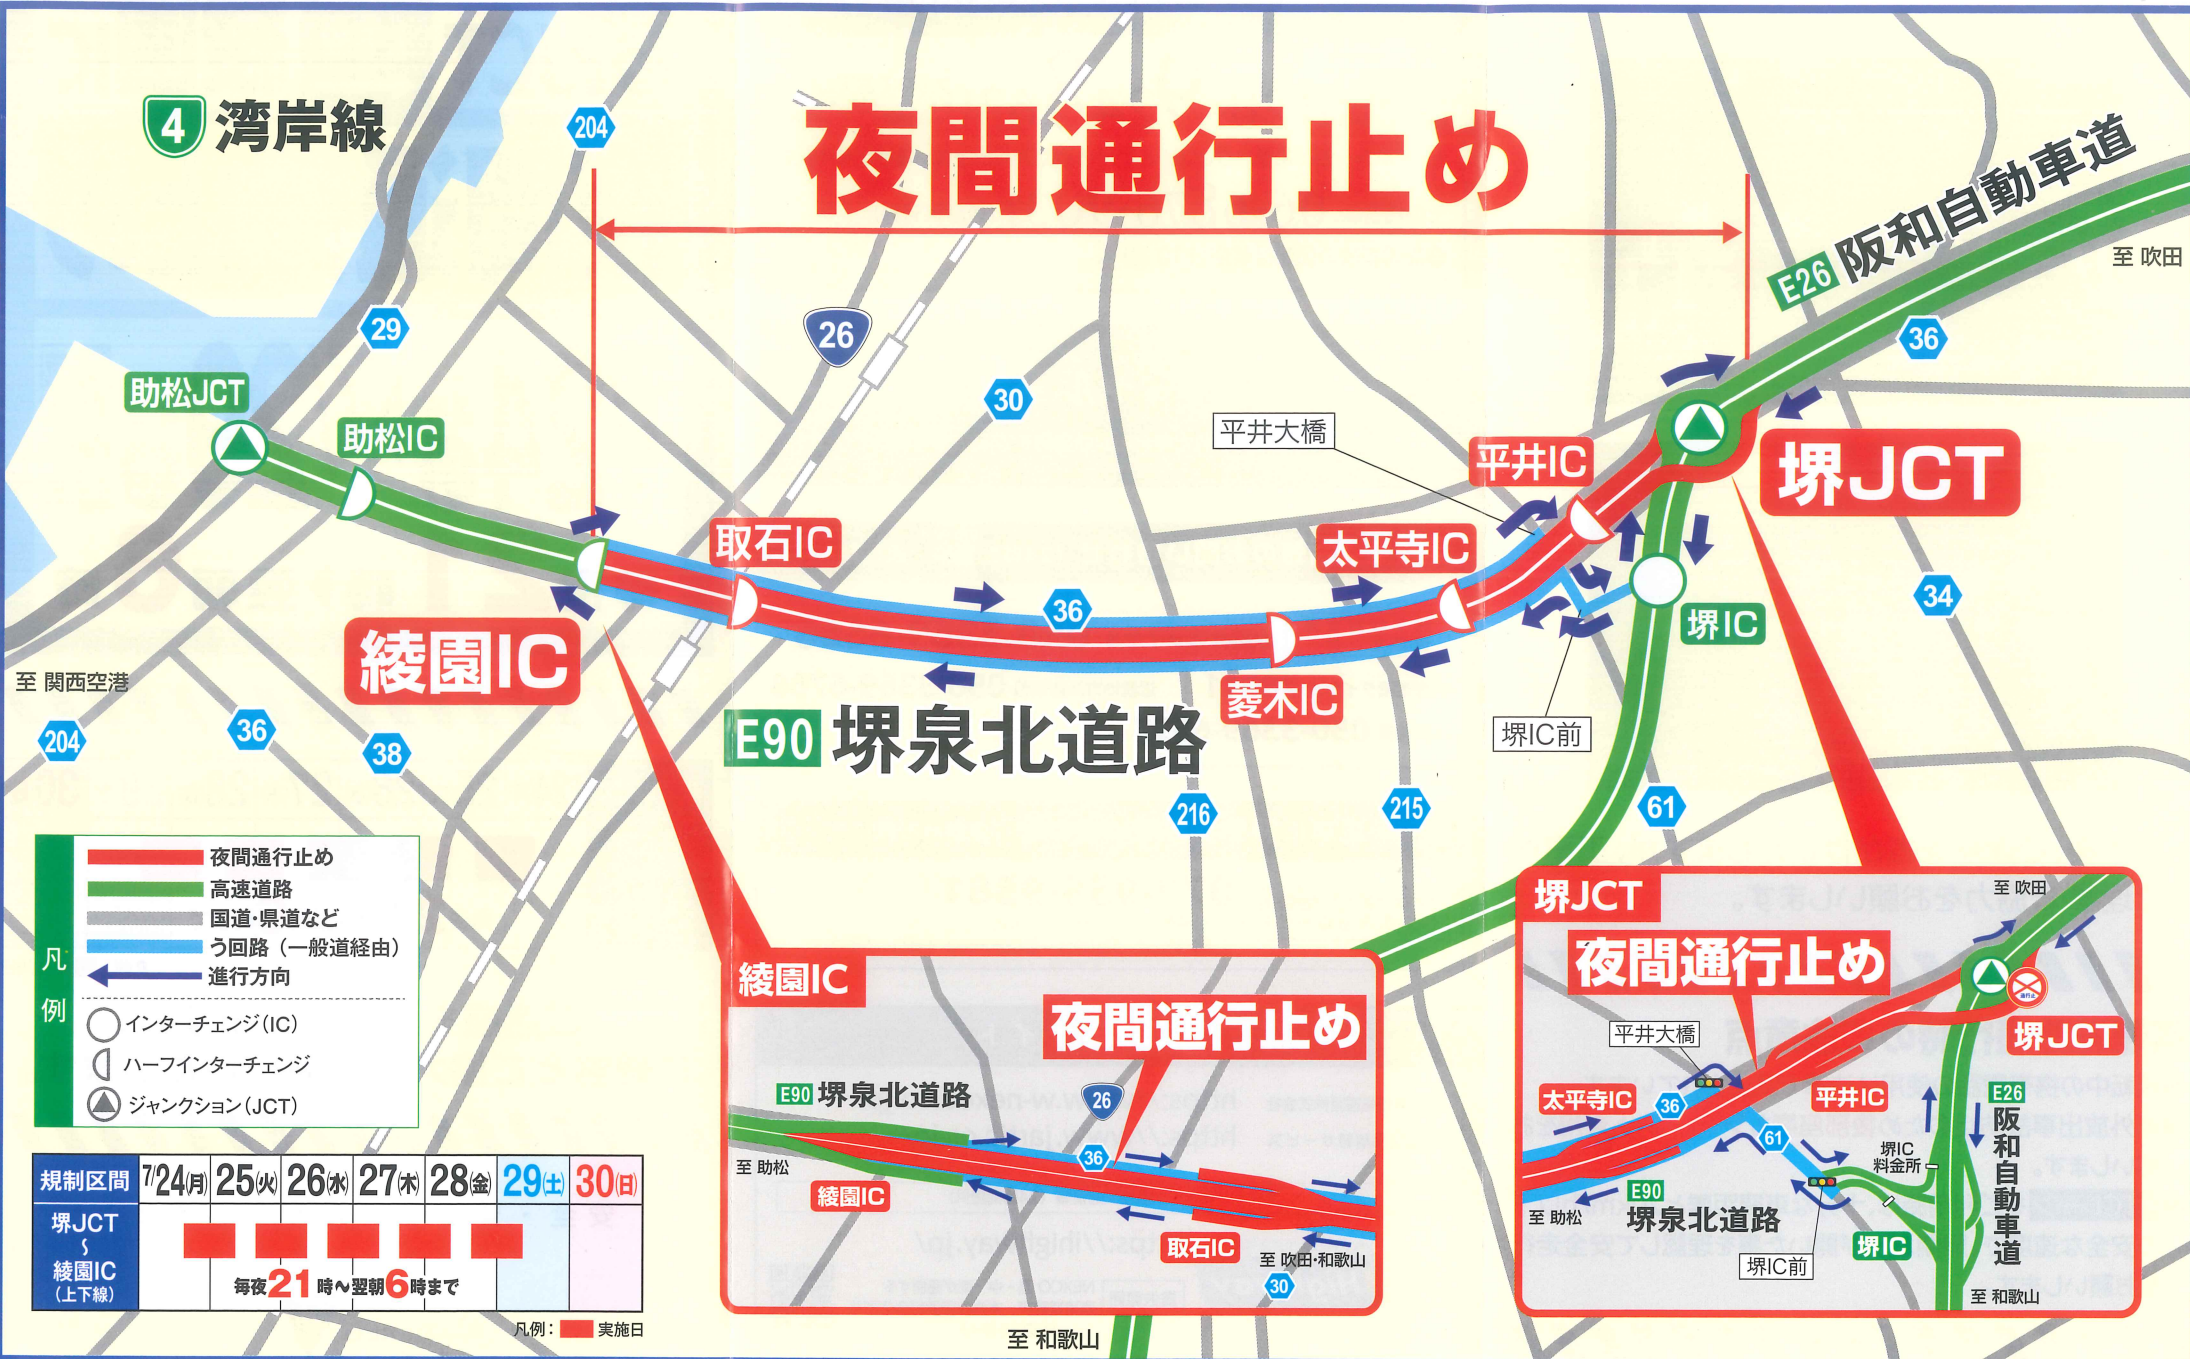 4 湾岸線
204
夜間通行止め
E26 阪和自動車道
至 吹田
29
26
36
30
助松JCT
助松IC
平井大橋
平井IC
堺JCT
取石IC
太平寺IC
36
34
堺IC
綾園IC
菱木IC
至 関西空港
堺IC前
E90 堺泉北道路
204
36
38
216
215
61
凡例
夜間通行止め
高速道路
国道・県道など
う回路（一般道経由）
進行方向
インターチェンジ(IC)
ハーフインターチェンジ
ジャンクション(JCT)
規制区間 7/24(月) 25(火) 26(水) 27(木) 28(金) 29(土) 30(日)
堺JCT
〜
綾園IC
(上下線)
毎夜21時〜翌朝6時まで
凡例： 実施日
綾園IC
夜間通行止め
E90 堺泉北道路
26
36
至 助松
綾園IC
取石IC
至 吹田・和歌山
30
至 和歌山
堺JCT
至 吹田
夜間通行止め
通行止
平井大橋
堺JCT
太平寺IC
36
平井IC
E26
阪和自動車道
61
堺IC
料金所
至 助松
E90
堺泉北道路
堺IC
堺IC前
至 和歌山